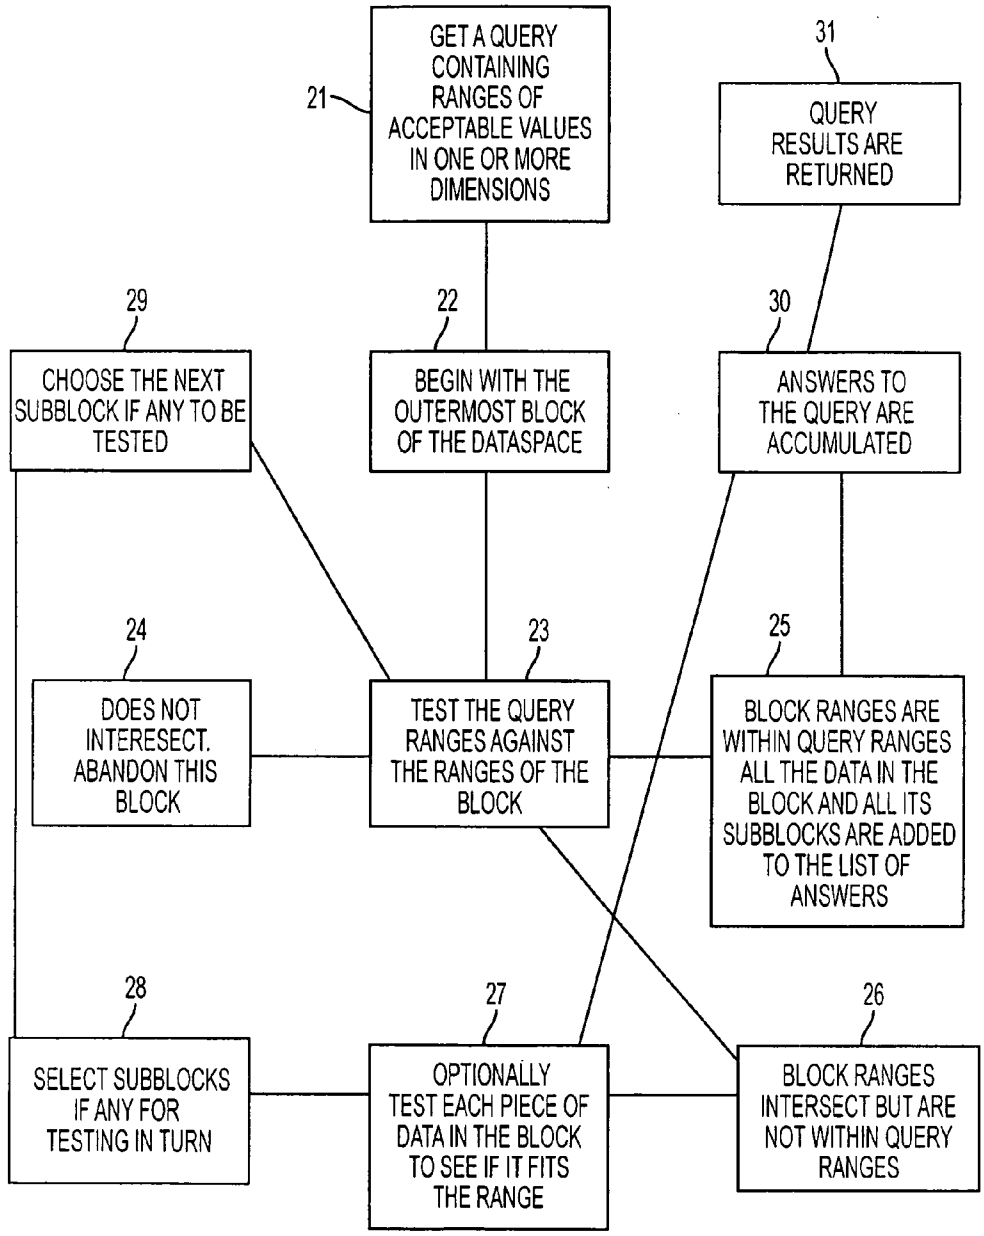 21
GET A QUERY
CONTAINING
RANGES OF
ACCEPTABLE VALUES
IN ONE OR MORE
DIMENSIONS
31
QUERY
RESULTS ARE
RETURNED
29
CHOOSE THE NEXT
SUBBLOCK IF ANY TO BE
TESTED
22
BEGIN WITH THE
OUTERMOST BLOCK
OF THE DATASPACE
30
ANSWERS TO
THE QUERY ARE
ACCUMULATED
24
DOES NOT
INTERESECT.
ABANDON THIS
BLOCK
23
TEST THE QUERY
RANGES AGAINST
THE RANGES OF THE
BLOCK
25
BLOCK RANGES ARE
WITHIN QUERY RANGES
ALL THE DATA IN THE
BLOCK AND ALL ITS
SUBBLOCKS ARE ADDED
TO THE LIST OF
ANSWERS
28
SELECT SUBBLOCKS
IF ANY FOR
TESTING IN TURN
27
OPTIONALLY
TEST EACH PIECE OF
DATA IN THE BLOCK
TO SEE IF IT FITS
THE RANGE
26
BLOCK RANGES
INTERSECT BUT ARE
NOT WITHIN QUERY
RANGES